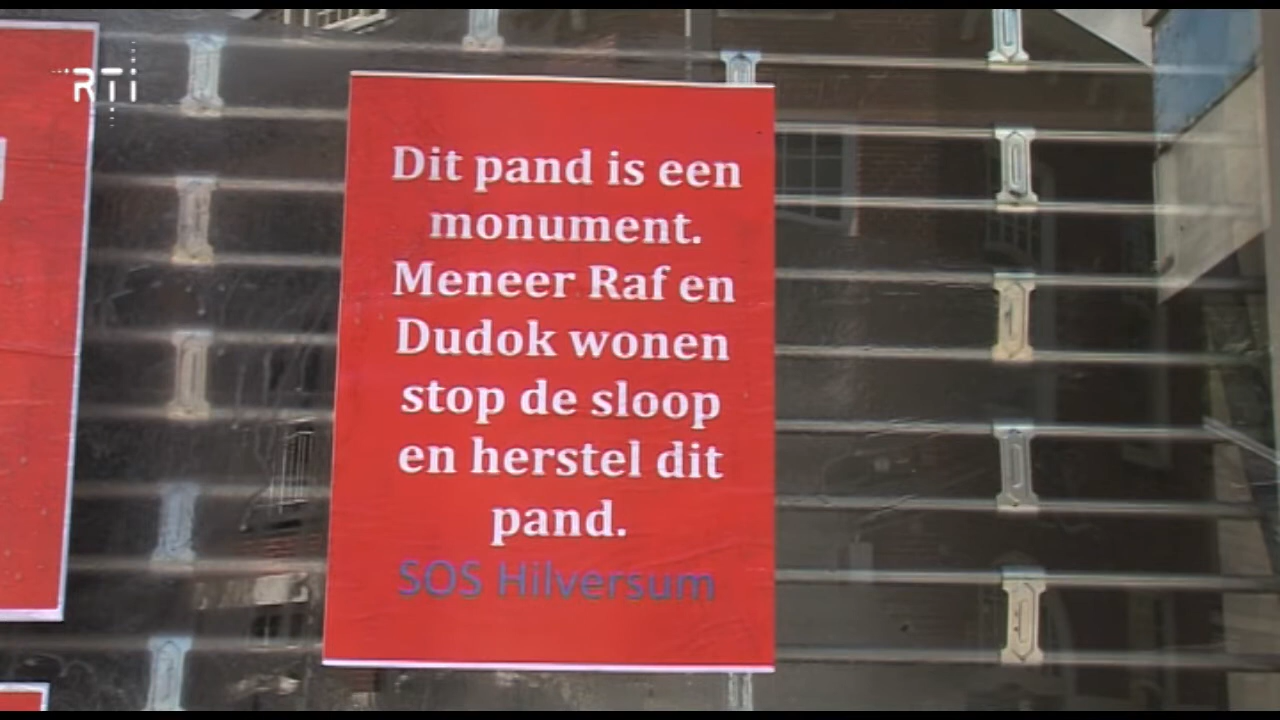 RTi
Dit pand is een
monument.
Meneer Raf en
Dudok wonen
stop de sloop
en herstel dit
pand.
SOS Hilversum